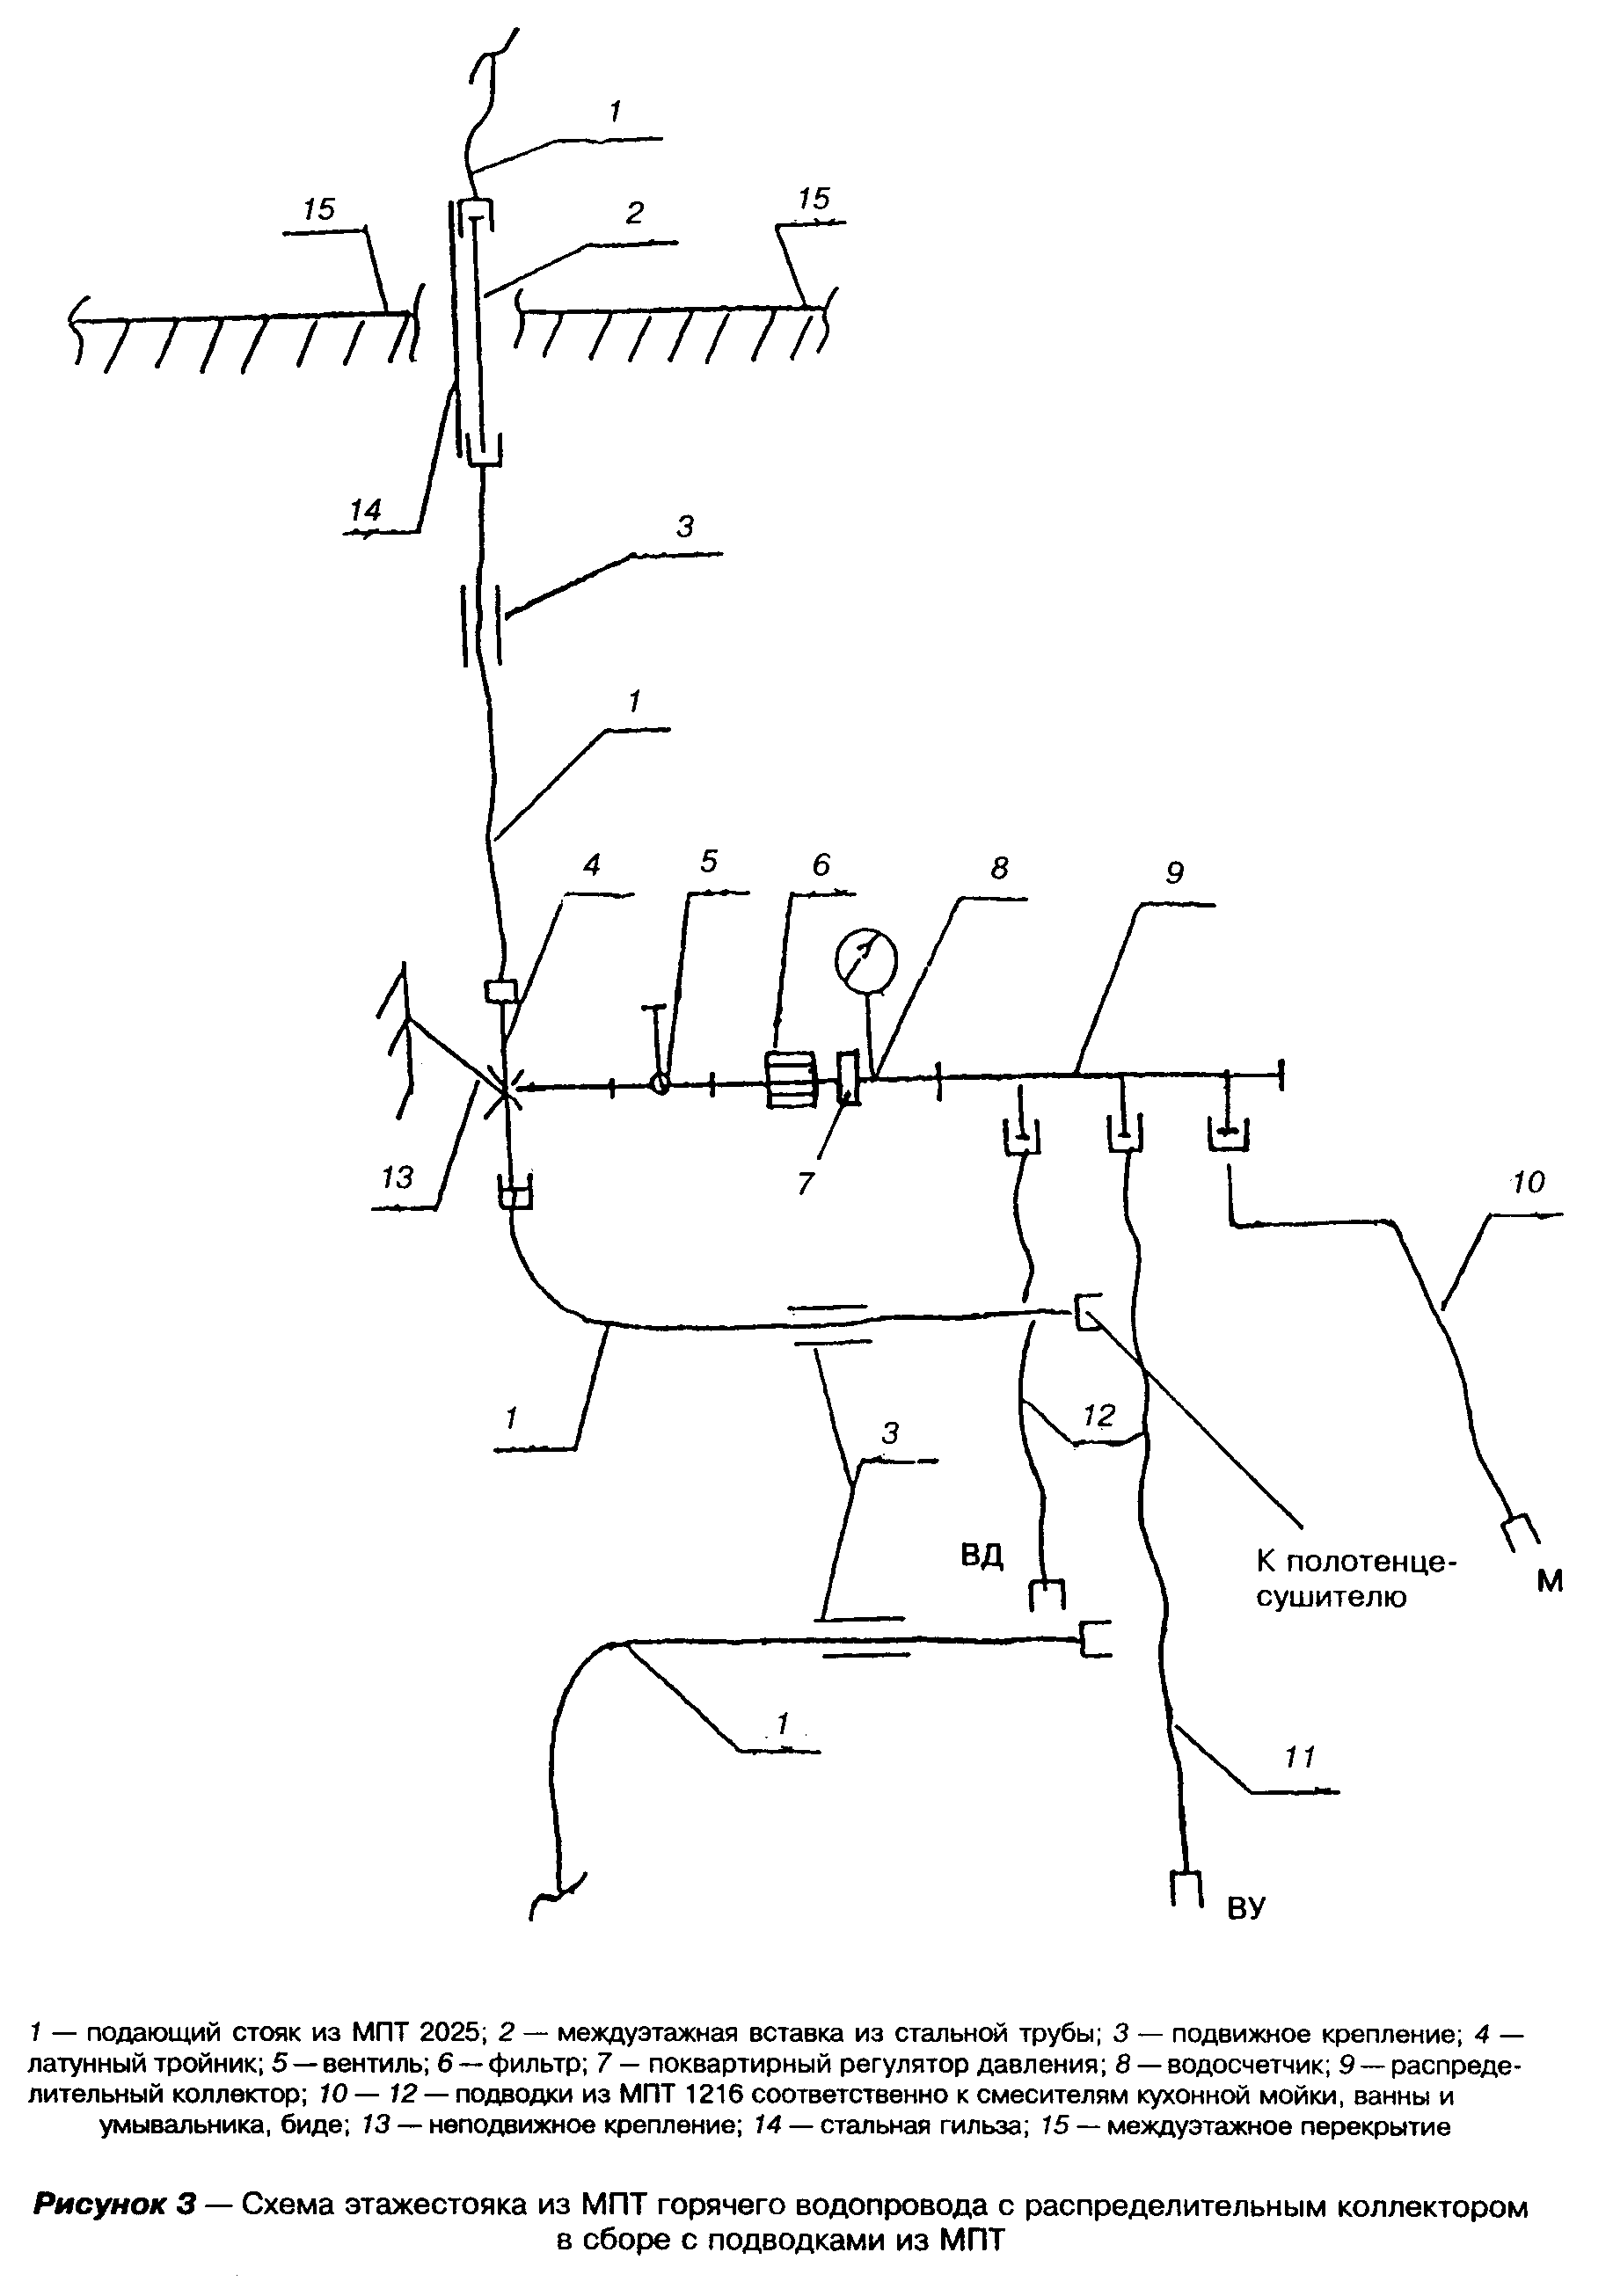 1
15
2
15
14
3
1
4
5
6
8
9
13
7
10
1
3
12
ВД
К полотенце-
сушителю
М
1
11
ВУ
1 — подающий стояк из МПТ 2025; 2 — междуэтажная вставка из стальной трубы; 3 — подвижное крепление; 4 —
латунный тройник; 5 — вентиль; 6 — фильтр; 7 — поквартирный регулятор давления; 8 — водосчетчик; 9 — распреде-
лительный коллектор; 10 — 12 — подводки из МПТ 1216 соответственно к смесителям кухонной мойки, ванны и
умывальника, биде; 13 — неподвижное крепление; 14 — стальная гильза; 15 — междуэтажное перекрытие
Рисунок 3 — Схема этажестояка из МПТ горячего водопровода с распределительным коллектором
в сборе с подводками из МПТ